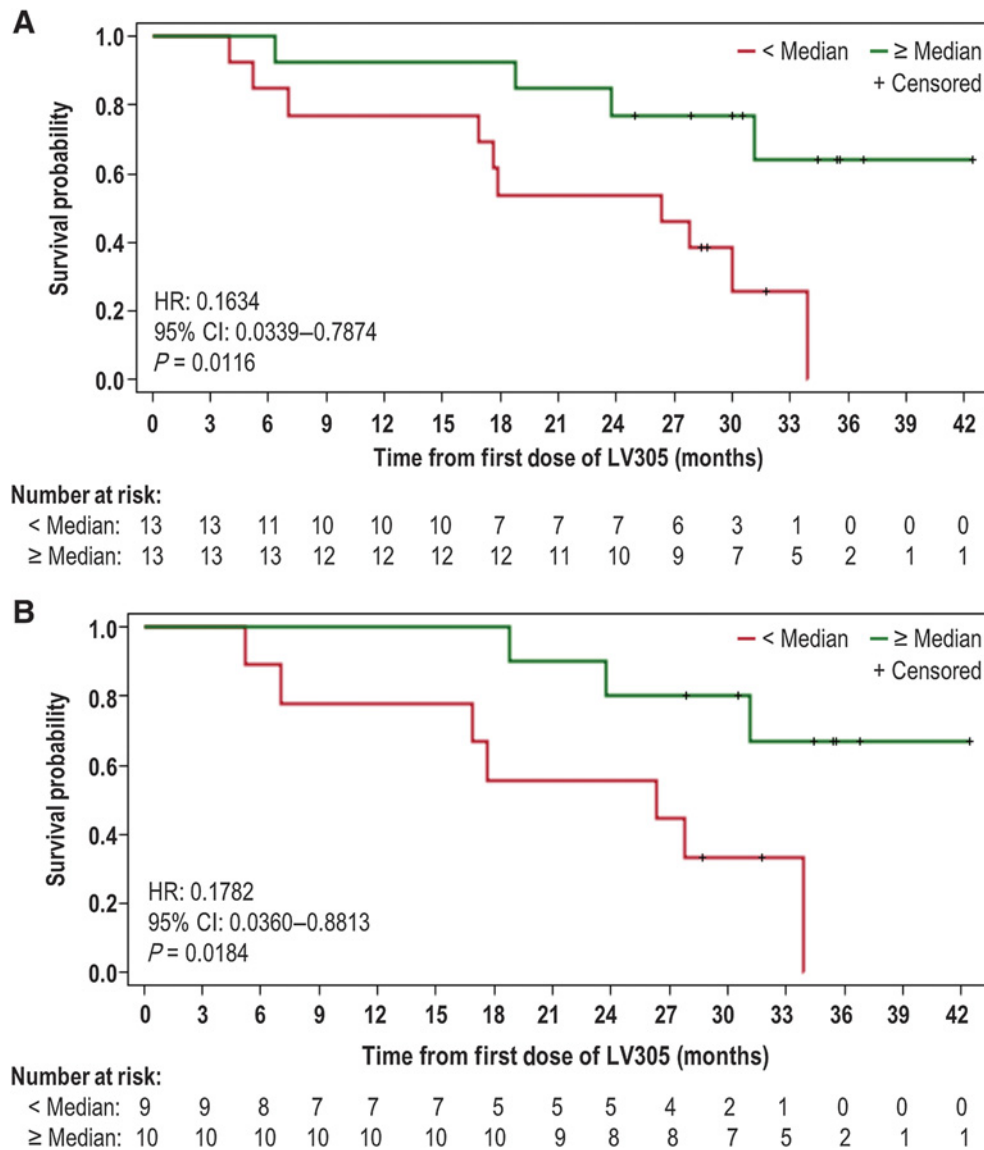 A
1.0
0.8
0.6
0.4
0.2
0.0
Survival probability
< Median ≥ Median
+ Censored
HR: 0.1634
95% CI: 0.0339–0.7874
P = 0.0116
0 3 6 9 12 15 18 21 24 27 30 33 36 39 42
Time from first dose of LV305 (months)
Number at risk:
< Median: 13 13 11 10 10 10 7 7 7 6 3 1 0 0 0
≥ Median: 13 13 13 12 12 12 12 11 10 9 7 5 2 1 1
B
1.0
0.8
0.6
0.4
0.2
0.0
Survival probability
< Median ≥ Median
+ Censored
HR: 0.1782
95% CI: 0.0360–0.8813
P = 0.0184
0 3 6 9 12 15 18 21 24 27 30 33 36 39 42
Time from first dose of LV305 (months)
Number at risk:
< Median: 9 9 8 7 7 7 5 5 5 4 2 1 0 0 0
≥ Median: 10 10 10 10 10 10 10 9 8 8 7 5 2 1 1